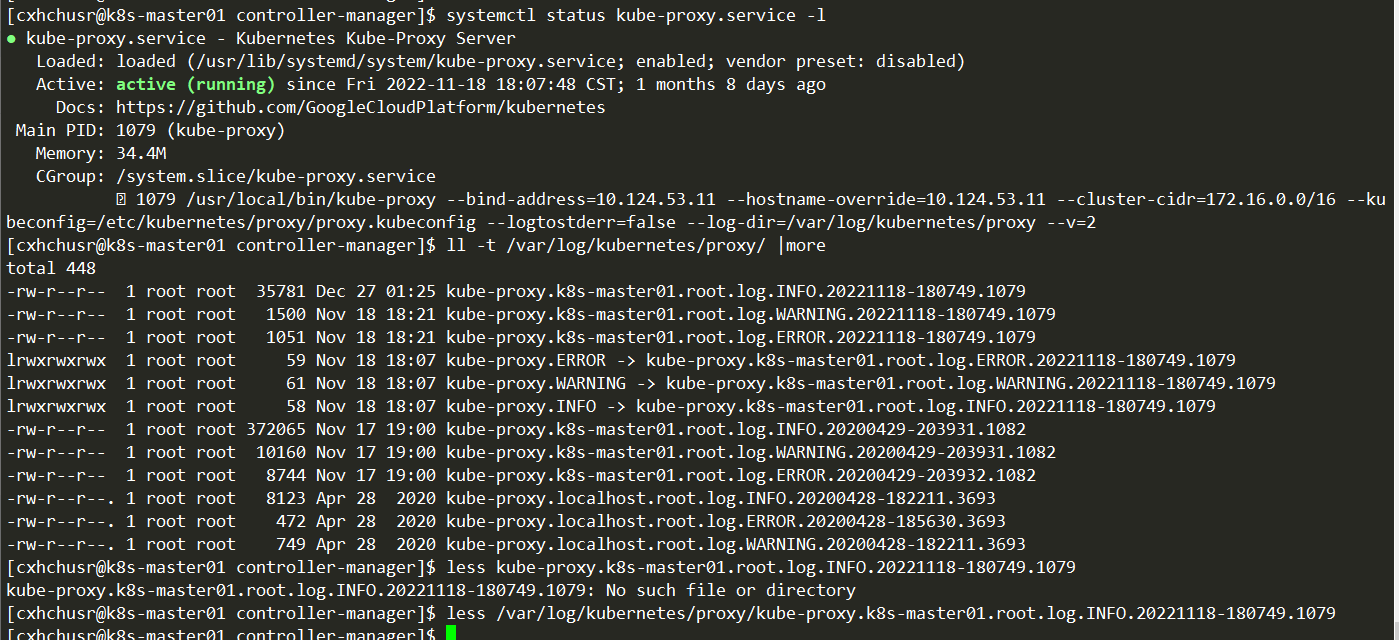 [cxhchusr@k8s-master01 controller-manager]$ systemctl status kube-proxy.service -l
● kube-proxy.service - Kubernetes Kube-Proxy Server
Loaded: loaded (/usr/lib/systemd/system/kube-proxy.service; enabled; vendor preset: disabled)
Active: active (running) since Fri 2022-11-18 18:07:48 CST; 1 months 8 days ago
Docs: https://github.com/GoogleCloudPlatform/kubernetes
Main PID: 1079 (kube-proxy)
Memory: 34.4M
CGroup: /system.slice/kube-proxy.service
1079 /usr/local/bin/kube-proxy --bind-address=10.124.53.11 --hostname-override=10.124.53.11 --cluster-cidr=172.16.0.0/16 --ku
beconfig=/etc/kubernetes/proxy/proxy.kubeconfig --logtostderr=false --log-dir=/var/log/kubernetes/proxy --v=2
[cxhchusr@k8s-master01 controller-manager]$ ll -t /var/log/kubernetes/proxy/ |more
total 448
-rw-r--r-- 1 root root 35781 Dec 27 01:25 kube-proxy.k8s-master01.root.log.INFO.20221118-180749.1079
-rw-r--r-- 1 root root 1500 Nov 18 18:21 kube-proxy.k8s-master01.root.log.WARNING.20221118-180749.1079
-rw-r--r-- 1 root root 1051 Nov 18 18:21 kube-proxy.k8s-master01.root.log.ERROR.20221118-180749.1079
lrwxrwxrwx 1 root root 59 Nov 18 18:07 kube-proxy.ERROR -> kube-proxy.k8s-master01.root.log.ERROR.20221118-180749.1079
lrwxrwxrwx 1 root root 61 Nov 18 18:07 kube-proxy.WARNING -> kube-proxy.k8s-master01.root.log.WARNING.20221118-180749.1079
lrwxrwxrwx 1 root root 58 Nov 18 18:07 kube-proxy.INFO -> kube-proxy.k8s-master01.root.log.INFO.20221118-180749.1079
-rw-r--r-- 1 root root 372065 Nov 17 19:00 kube-proxy.k8s-master01.root.log.INFO.20200429-203931.1082
-rw-r--r-- 1 root root 10160 Nov 17 19:00 kube-proxy.k8s-master01.root.log.WARNING.20200429-203931.1082
-rw-r--r-- 1 root root 8744 Nov 17 19:00 kube-proxy.k8s-master01.root.log.ERROR.20200429-203932.1082
-rw-r--r--. 1 root root 8123 Apr 28 2020 kube-proxy.localhost.root.log.INFO.20200428-182211.3693
-rw-r--r--. 1 root root 472 Apr 28 2020 kube-proxy.localhost.root.log.ERROR.20200428-185630.3693
-rw-r--r--. 1 root root 749 Apr 28 2020 kube-proxy.localhost.root.log.WARNING.20200428-182211.3693
[cxhchusr@k8s-master01 controller-manager]$ less kube-proxy.k8s-master01.root.log.INFO.20221118-180749.1079
kube-proxy.k8s-master01.root.log.INFO.20221118-180749.1079: No such file or directory
[cxhchusr@k8s-master01 controller-manager]$ less /var/log/kubernetes/proxy/kube-proxy.k8s-master01.root.log.INFO.20221118-180749.1079
[cxhchusr@k8s-master01 controller-manager]$